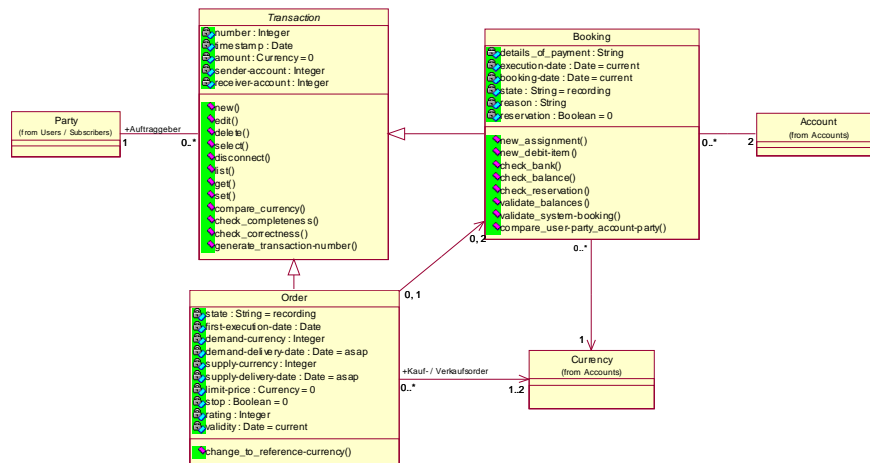 Transaction
number : Integer
timestamp : Date
amount : Currency = 0
sender-account : Integer
receiver-account : Integer
new()
edit()
delete()
select()
disconnect()
list()
get()
set()
compare_currency()
check_completeness()
check_correctness()
generate_transaction-number()
Booking
details_of_payment : String
execution-date : Date = current
booking-date : Date = current
state : String = recording
reason : String
reservation : Boolean = 0
new_assignment()
new_debit-item()
check_bank()
check_balance()
check_reservation()
validate_balances()
validate_system-booking()
compare_user-party_account-party()
Party
(from Users / Subscribers)
+Auftraggeber
1
0..*
Account
(from Accounts)
0..*
2
0, 2
0, 1
0..*
1
Order
state : String = recording
first-execution-date : Date
demand-currency : Integer
demand-delivery-date : Date = asap
supply-currency : Integer
supply-delivery-date : Date = asap
limit-price : Currency = 0
stop : Boolean = 0
rating : Integer
validity : Date = current
change_to_reference-currency()
+Kauf- / Verkaufsorder
0..*
1..2
Currency
(from Accounts)